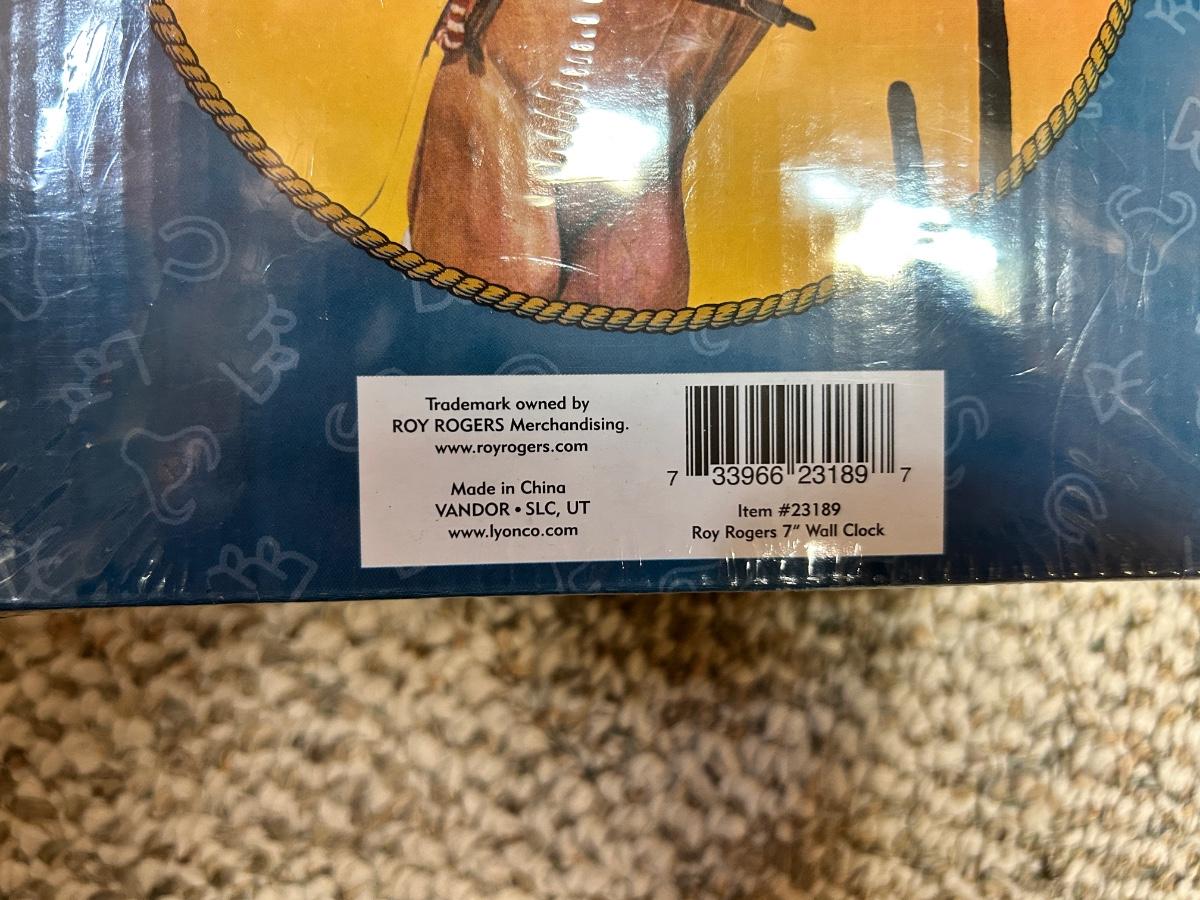 Trademark owned by
ROY ROGERS Merchandising.
www.royrogers.com
Made in China
VANDOR • SLC, UT
www.lyonco.com
7 33966 23189 7
Item #23189
Roy Rogers 7" Wall Clock